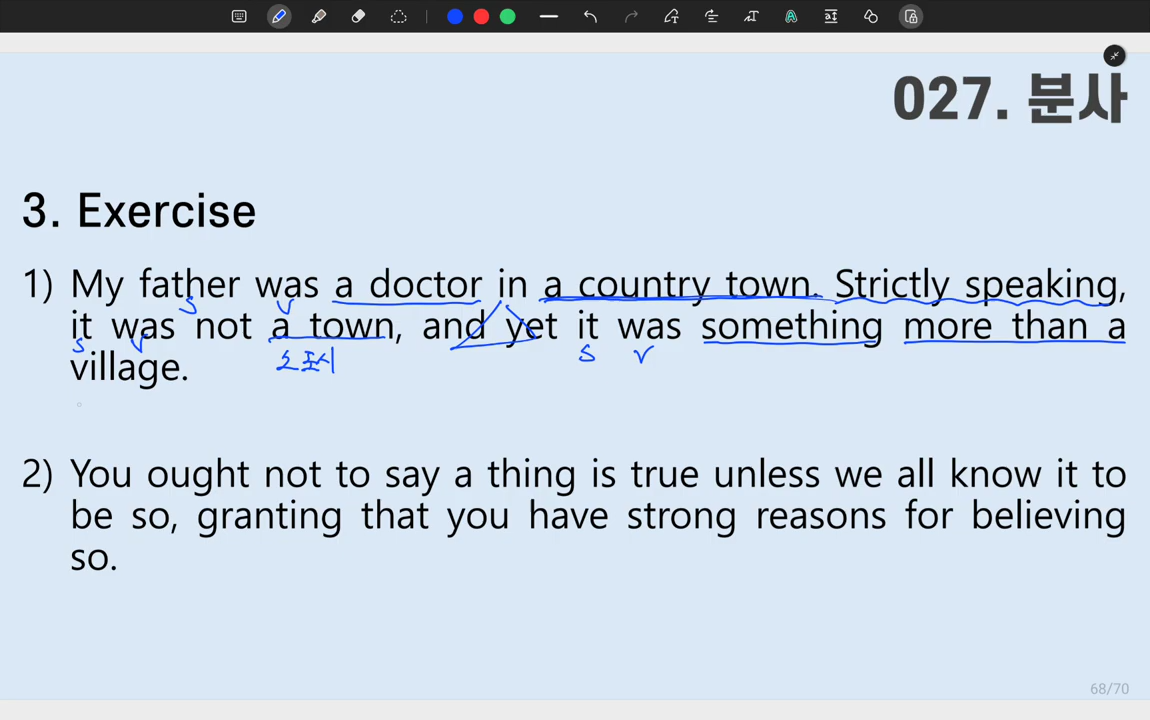 027. 분사
3. Exercise
1) My father was a doctor in a country town. Strictly speaking,
s v
it was not a town, and yet it was something more than a
s v 소도시 s v
village.
2) You ought not to say a thing is true unless we all know it to
be so, granting that you have strong reasons for believing
so.
68/70